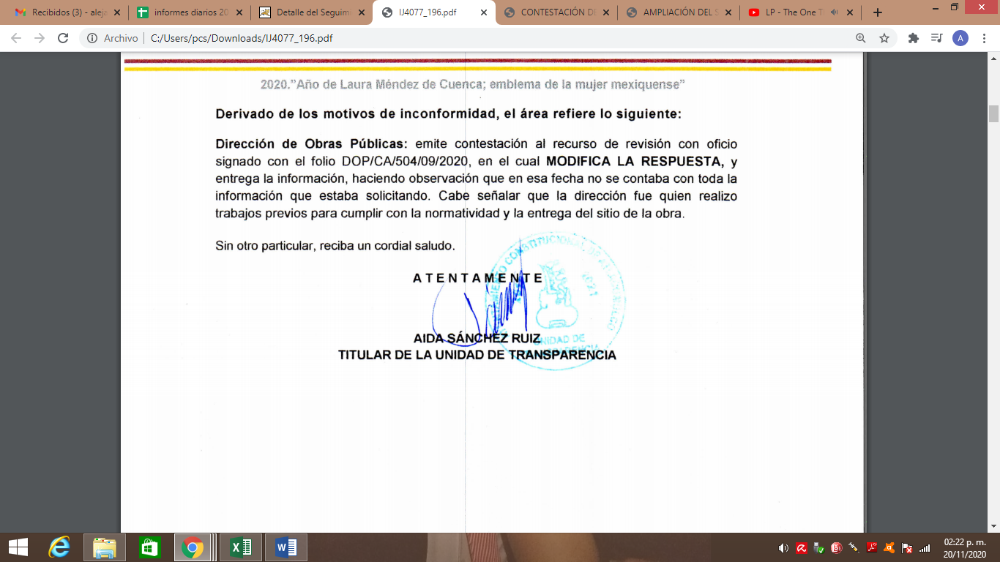 Recibidos (3) - aleja
informes diarios 20
Detalle del Seguimi
IJ4077_196.pdf
CONTESTACIÓN DE
AMPLIACIÓN DEL S
LP - The One T
Archivo
C:/Users/pcs/Downloads/IJ4077_196.pdf
A
2020."Año de Laura Méndez de Cuenca; emblema de la mujer mexiquense"
Derivado de los motivos de inconformidad, el área refiere lo siguiente:
Dirección de Obras Públicas: emite contestación al recurso de revisión con oficio
signado con el folio DOP/CA/504/09/2020, en el cual MODIFICA LA RESPUESTA, y
entrega la información, haciendo observación que en esa fecha no se contaba con toda la
información que estaba solicitando. Cabe señalar que la dirección fue quien realizo
trabajos previos para cumplir con la normatividad y la entrega del sitio de la obra.
Sin otro particular, reciba un cordial saludo.
A T E N T A M E N T E
AIDA SÁNCHEZ RUIZ
UNIDAD DE
TITULAR DE LA UNIDAD DE TRANSPARENCIA
02:22 p. m.
20/11/2020